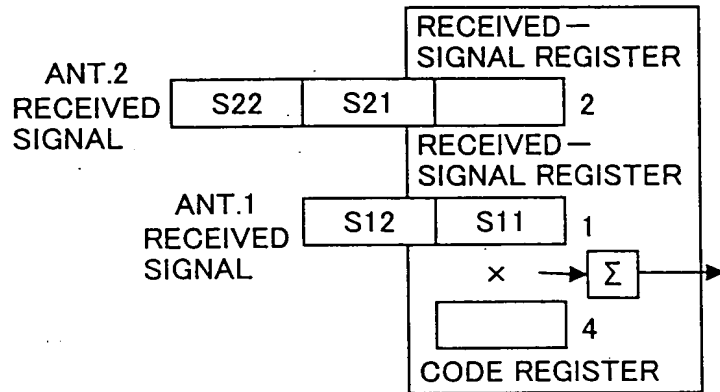 RECEIVED—
SIGNAL REGISTER
ANT.2
RECEIVED
SIGNAL
S22 S21 2
RECEIVED—
SIGNAL REGISTER
ANT.1
RECEIVED
SIGNAL
S12 S11 1
× Σ
4
CODE REGISTER